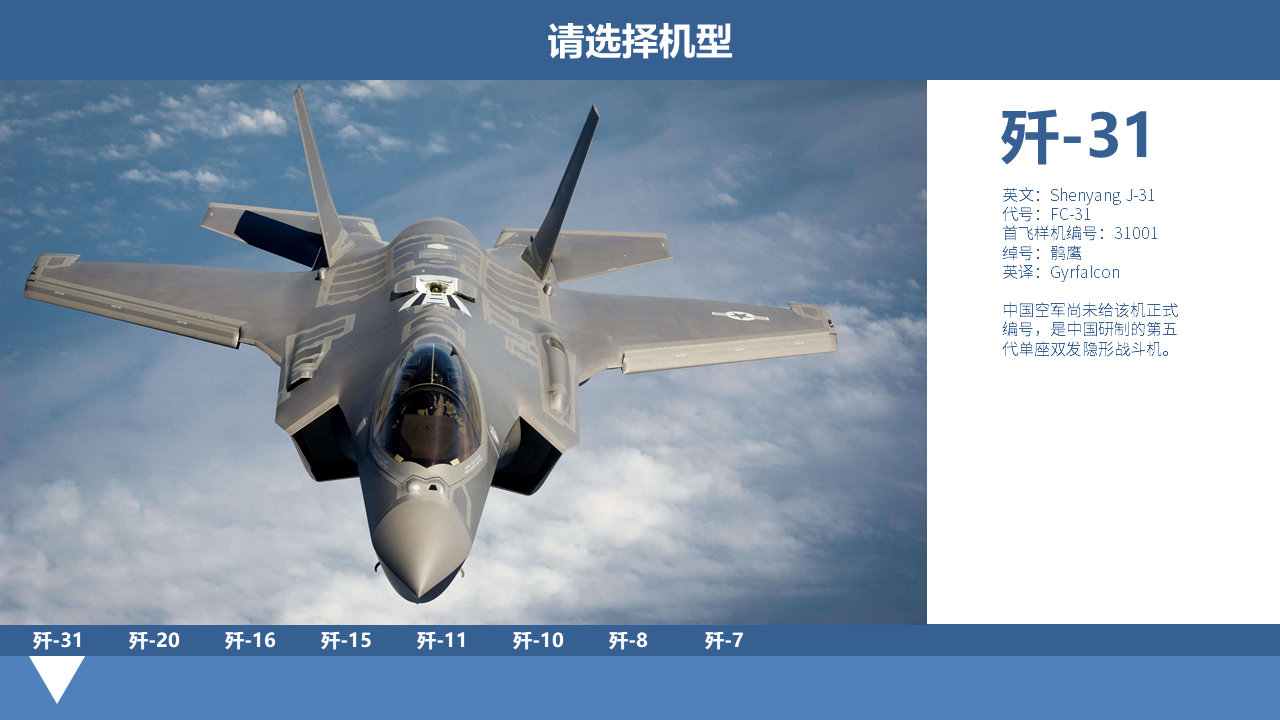 请选择机型
歼-31
英文：Shenyang J-31
代号：FC-31
首飞样机编号：31001
绰号：鹘鹰
英译：Gyrfalcon
中国空军尚未给该机正式
编号，是中国研制的第五
代单座双发隐形战斗机。
歼-31 歼-20 歼-16 歼-15 歼-11 歼-10 歼-8 歼-7